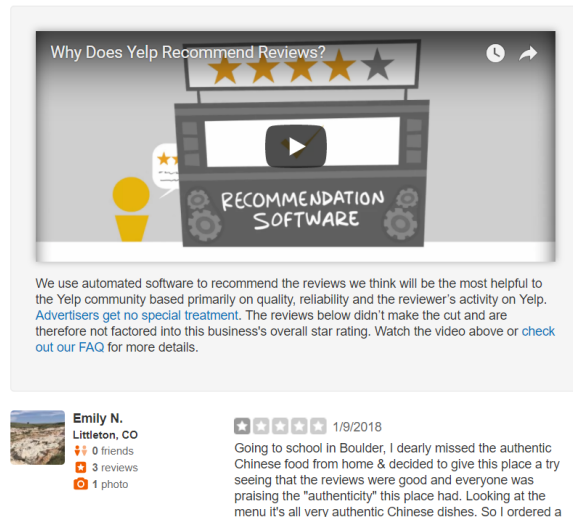 Why Does Yelp Recommend Reviews?
RECOMMENDATION
SOFTWARE
We use automated software to recommend the reviews we think will be the most helpful to
the Yelp community based primarily on quality, reliability and the reviewer's activity on Yelp.
Advertisers get no special treatment. The reviews below didn't make the cut and are
therefore not factored into this business's overall star rating. Watch the video above or check
out our FAQ for more details.
Emily N.
Littleton, CO
0 friends
3 reviews
1 photo
1/9/2018
Going to school in Boulder, I dearly missed the authentic
Chinese food from home & decided to give this place a try
seeing that the reviews were good and everyone was
praising the "authenticity" this place had. Looking at the
menu it's all very authentic Chinese dishes. So I ordered a